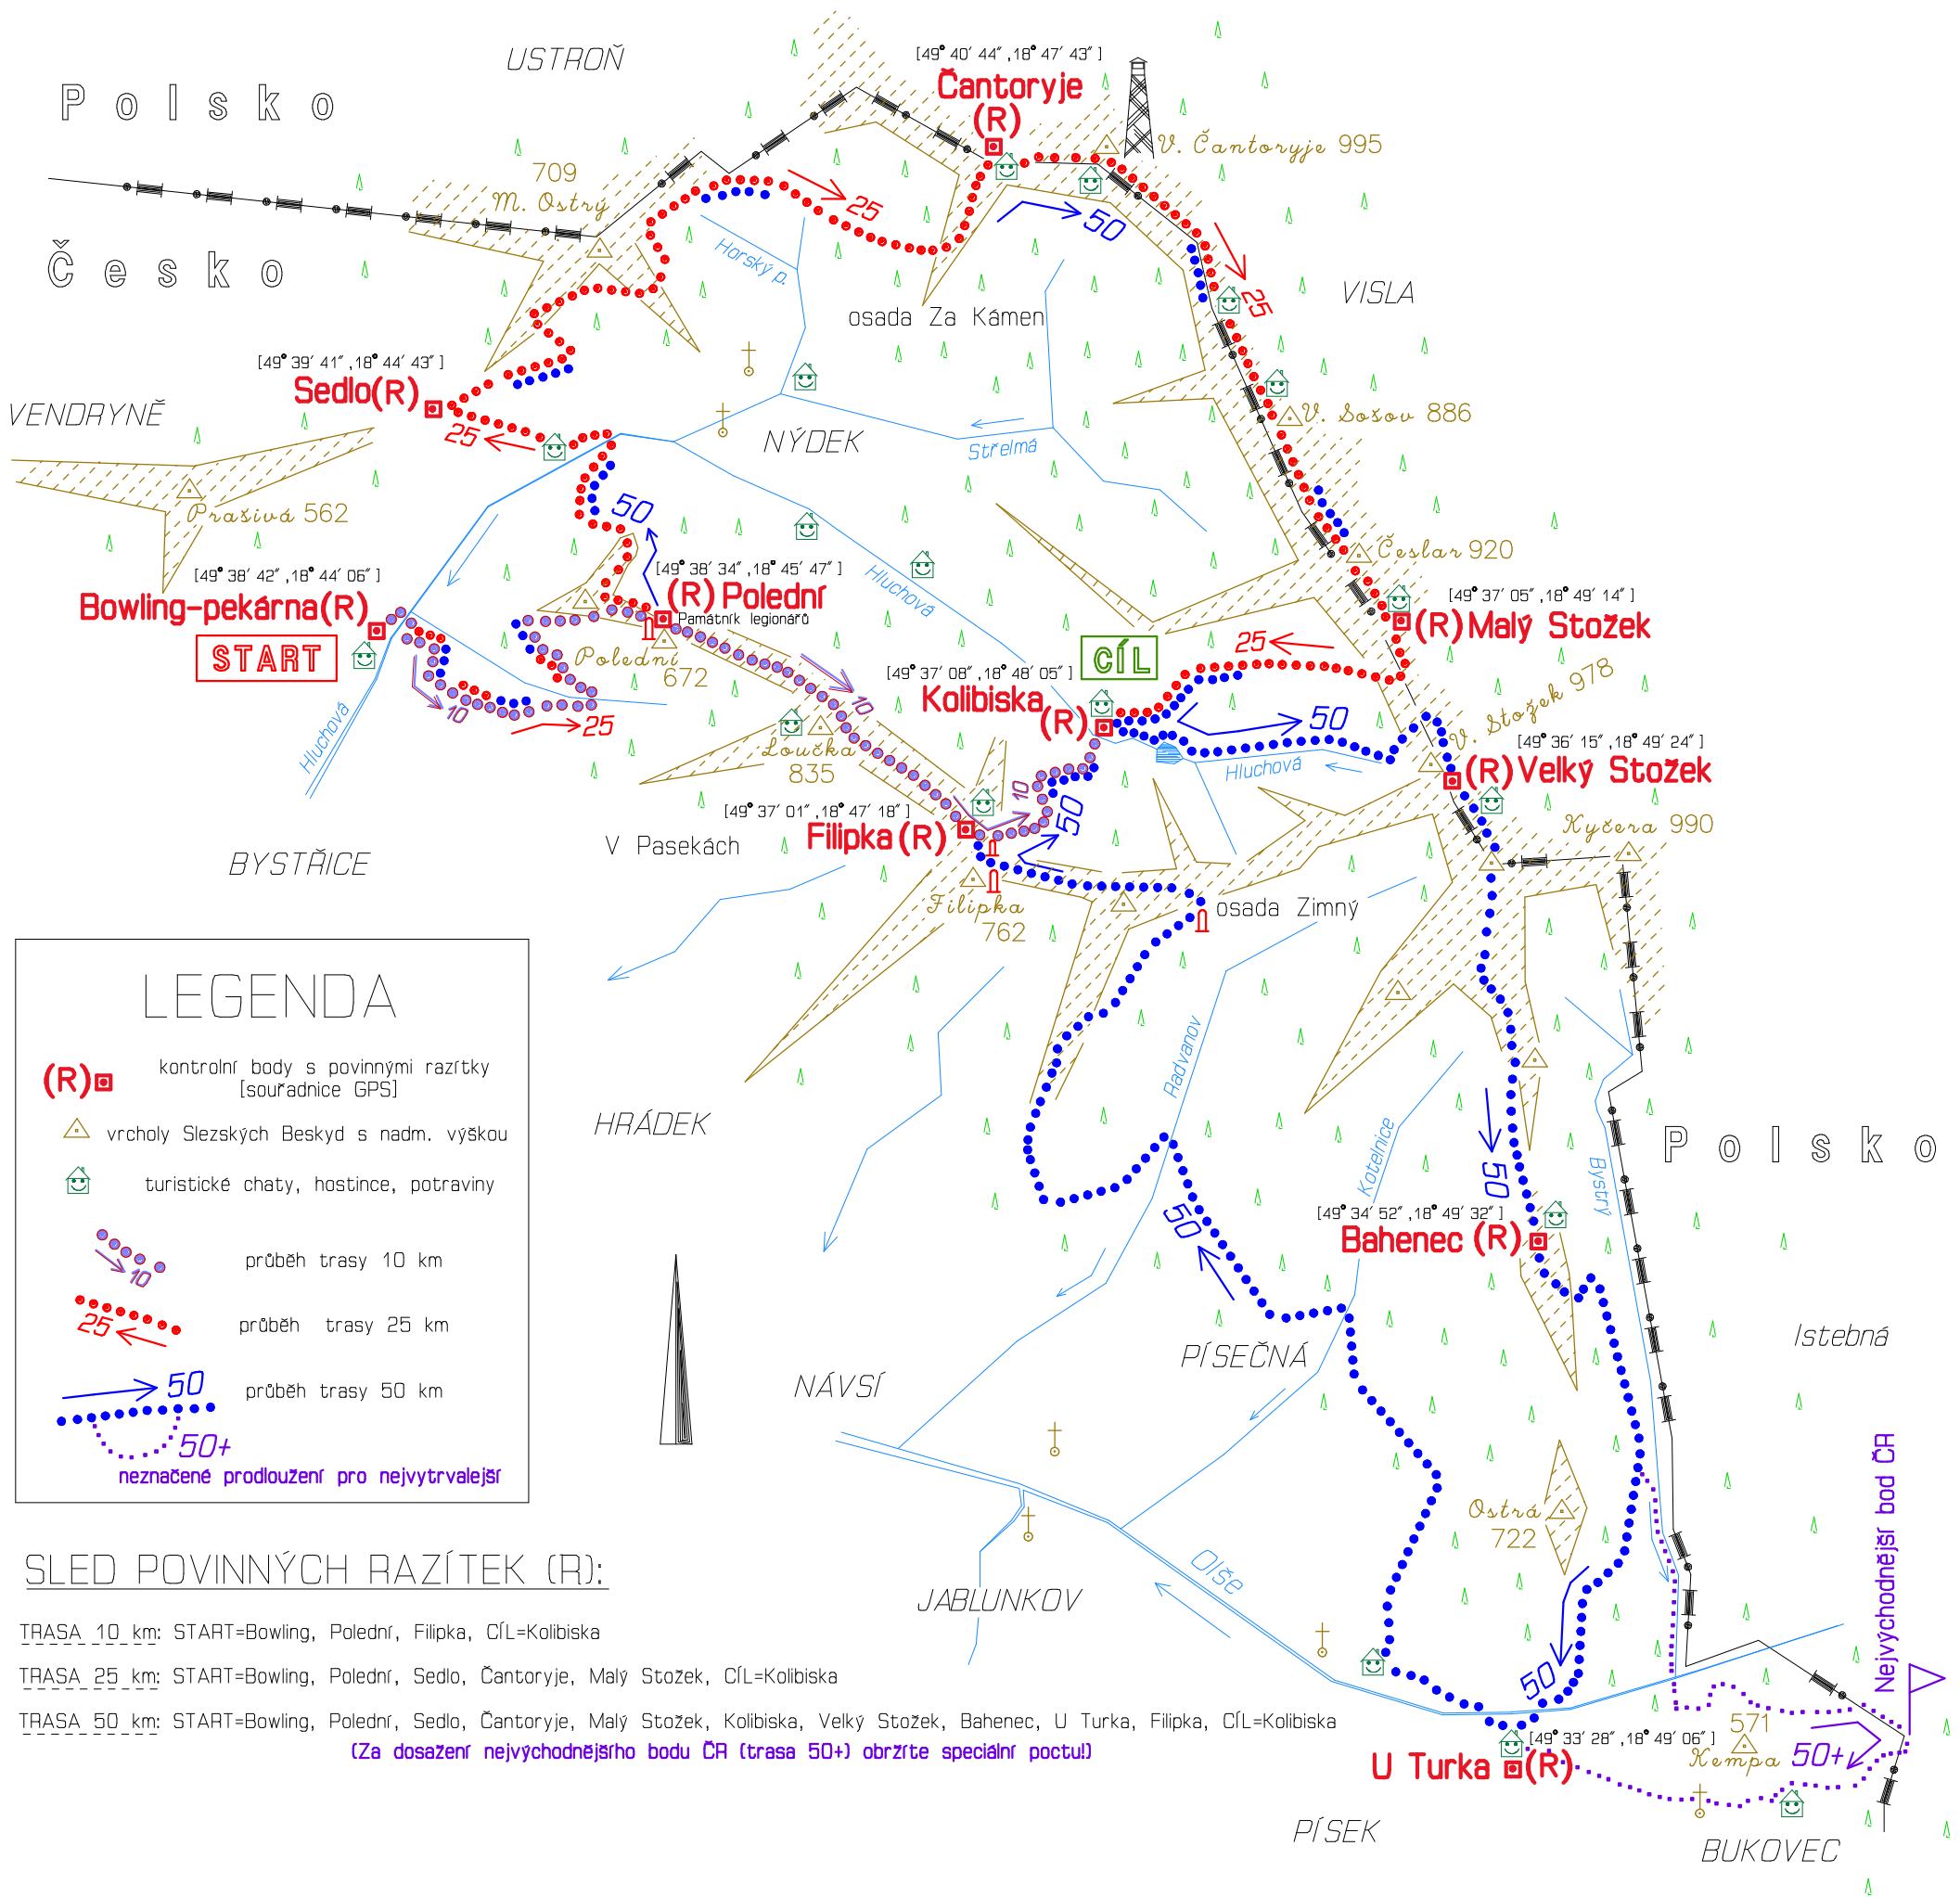 USTROŇ
[49° 40′ 44″,18° 47′ 43″]
Čantoryje
(R)
Polsko
V. Čantoryje 995
709
M. Ostrý
25
50
Česko
Horský p.
25
VISLA
osada Za Kámen
[49° 39′ 41″,18° 44′ 43″]
Sedlo(R)
VENDRYNĚ
V. Sošov 886
25
NÝDEK
Střelmá
Prašivá 562
50
Česlar 920
[49° 38′ 42″,18° 44′ 06″]
[49° 38′ 34″,18° 45′ 47″]
Hluchová
Bowling-pekárna(R)
(R) Polední
Památník legionářů
[49° 37′ 05″,18° 49′ 14″]
(R) Malý Stožek
START
Polední
672
25
CÍL
[49° 37′ 08″,18° 48′ 05″]
Kolibiska
(R)
10
10
25
50
V. Stožek 978
Hluchová
Loučka
835
[49° 36′ 15″,18° 49′ 24″]
(R) Velký Stožek
Hluchová
10
50
[49° 37′ 01″,18° 47′ 18″]
Filipka(R)
V Pasekách
Kyčera 990
BYSTŘICE
Filipka
762
osada Zimný
LEGENDA
(R)
kontrolní body s povinnými razítky
[souřadnice GPS]
vrcholy Slezských Beskyd s nadm. výškou
turistické chaty, hostince, potraviny
10
průběh trasy 10 km
25
průběh trasy 25 km
50
průběh trasy 50 km
50+
neznačené prodloužení pro nejvytrvalejší
Radvanov
HRÁDEK
Kotelnice
50
Bystrý
Polsko
50
[49° 34′ 52″,18° 49′ 32″]
Bahenec (R)
Istebná
PÍSEČNÁ
NÁVSÍ
Ostrá
722
Nejvýchodnější bod ČR
Olše
JABLUNKOV
50
SLED POVINNÝCH RAZÍTEK (R):
TRASA 10 km: START=Bowling, Polední, Filipka, CÍL=Kolibiska
TRASA 25 km: START=Bowling, Polední, Sedlo, Čantoryje, Malý Stožek, CÍL=Kolibiska
TRASA 50 km: START=Bowling, Polední, Sedlo, Čantoryje, Malý Stožek, Kolibiska, Velký Stožek, Bahenec, U Turka, Filipka, CÍL=Kolibiska
(Za dosažení nejvýchodnějšího bodu ČR (trasa 50+) obržíte speciální poctu!)
571
Kempa
50+
[49° 33′ 28″,18° 49′ 06″]
U Turka (R)
PÍSEK
BUKOVEC